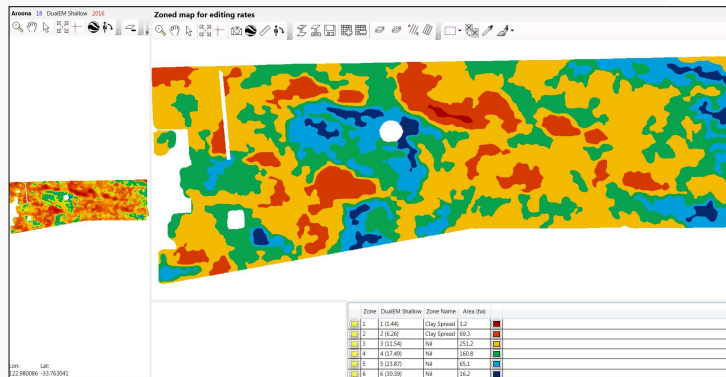 Aroona 18 DualEM Shallow 2016
Zoned map for editing rates
Zone DualEM Shallow Zone Name Area (ha)
1 1 (1.44) Clay Spread 1.2
2 2 (6.26) Clay Spread 69.3
3 3 (11.54) Nil 251.2
4 4 (17.49) Nil 160.8
5 5 (23.87) Nil 65.1
6 6 (30.39) Nil 16.2
Lon: Lat:
122.980086 -33.763041